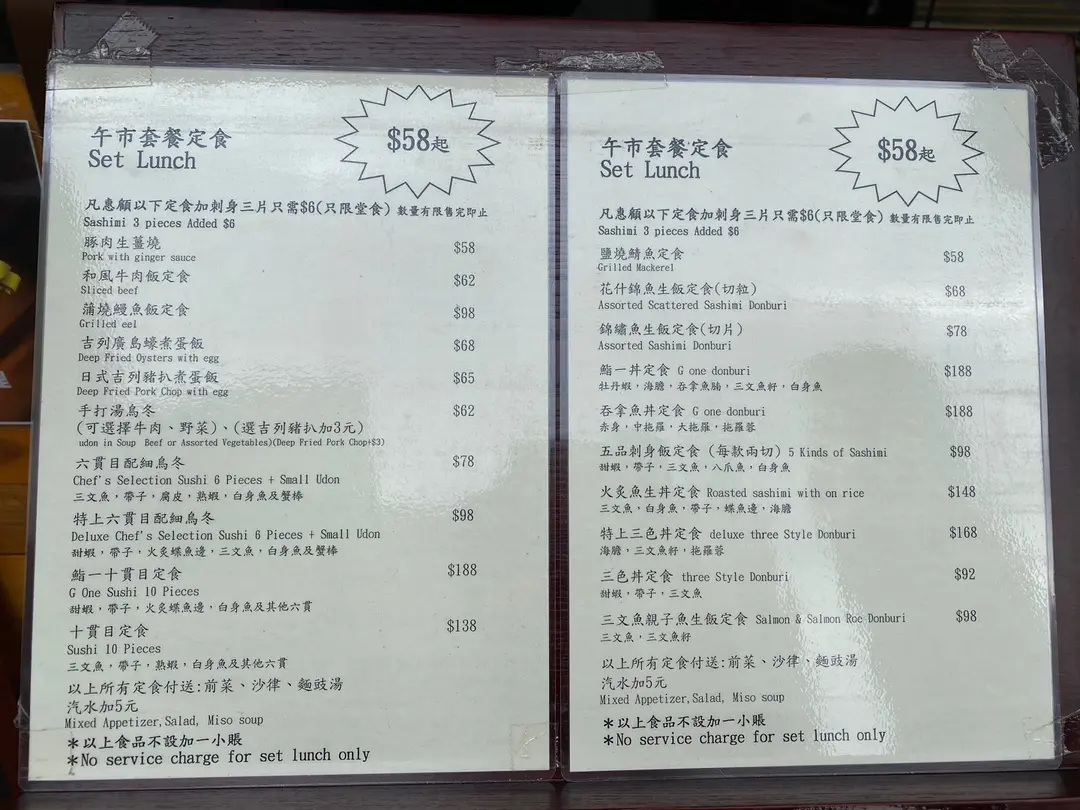 午市套餐定食
Set Lunch
$58起
凡惠顧以下定食加刺身三片只需$6(只限堂食) 數量有限售完即止
Sashimi 3 pieces Added $6
豚肉生薑燒 $58
Pork with ginger sauce
和風牛肉飯定食 $62
Sliced beef
蒲燒鰻魚飯定食 $98
Grilled eel
吉列廣島蠔煮蛋飯 $68
Deep Fried Oysters with egg
日式吉列豬扒煮蛋飯 $65
Deep Fried Pork Chop with egg
手打湯烏冬 $62
(可選擇牛肉、野菜)、(選吉列豬扒加3元)
udon in Soup Beef or Assorted Vegetables)(Deep Fried Pork Chop+$3)
六貫目配細烏冬 $78
Chef's Selection Sushi 6 Pieces + Small Udon
三文魚，帶子，腐皮，熟蝦，白身魚及蟹棒
特上六貫目配細烏冬 $98
Deluxe Chef's Selection Sushi 6 Pieces + Small Udon
甜蝦，帶子，火炙蝶魚邊，三文魚，白身魚及蟹棒
鮨一十貫目定食 $188
G One Sushi 10 Pieces
甜蝦，帶子，火炙蝶魚邊，白身魚及其他六貫
十貫目定食 $138
Sushi 10 Pieces
三文魚，帶子，熟蝦，白身魚及其他六貫
以上所有定食付送:前菜、沙律、麵豉湯
汽水加5元
Mixed Appetizer,Salad, Miso soup
＊以上食品不設加一小賬
＊No service charge for set lunch only
午市套餐定食
Set Lunch
$58起
凡惠顧以下定食加刺身三片只需$6(只限堂食) 數量有限售完即止
Sashimi 3 pieces Added $6
鹽燒鯖魚定食 $58
Grilled Mackerel
花什錦魚生飯定食(切粒) $68
Assorted Scattered Sashimi Donburi
錦繡魚生飯定食(切片) $78
Assorted Sashimi Donburi
鮨一丼定食 G one donburi $188
牡丹蝦，海膽，吞拿魚腩，三文魚籽，白身魚
吞拿魚丼定食 G one donburi $188
赤身，中拖羅，大拖羅，拖羅蓉
五品刺身飯定食 (每款兩切) 5 Kinds of Sashimi $98
甜蝦，帶子，三文魚，八爪魚，白身魚
火炙魚生丼定食 Roasted sashimi with on rice $148
三文魚，白身魚，帶子，蝶魚邊，海膽
特上三色丼定食 deluxe three Style Donburi $168
海膽，三文魚籽，拖羅蓉
三色丼定食 three Style Donburi $92
甜蝦，帶子，三文魚
三文魚親子魚生飯定食 Salmon & Salmon Roe Donburi $98
三文魚，三文魚籽
以上所有定食付送:前菜、沙律、麵豉湯
汽水加5元
Mixed Appetizer,Salad, Miso soup
＊以上食品不設加一小賬
＊No service charge for set lunch only